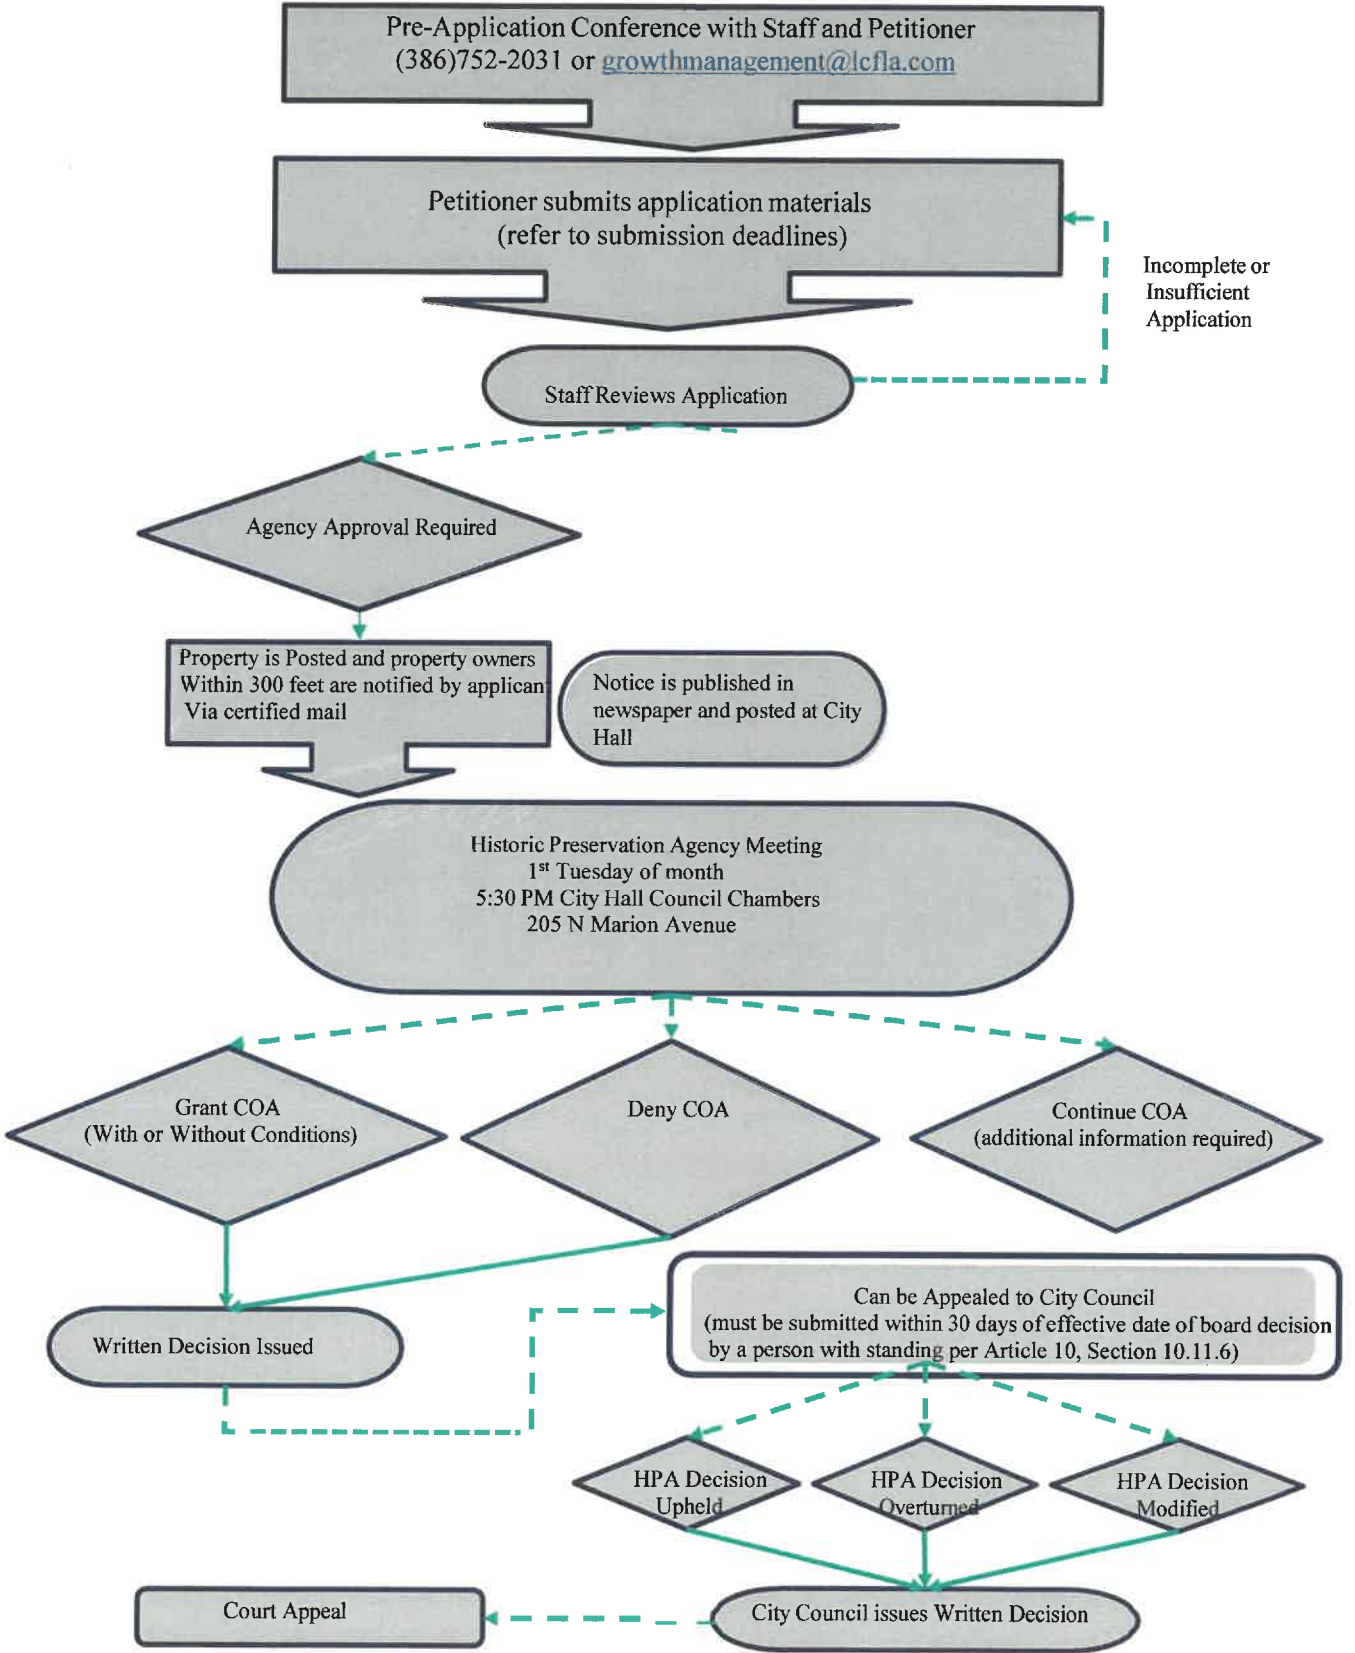 Pre-Application Conference with Staff and Petitioner
(386)752-2031 or growthmanagement@lcfla.com
Petitioner submits application materials
(refer to submission deadlines)
Incomplete or
Insufficient
Application
Staff Reviews Application
Agency Approval Required
Property is Posted and property owners
Within 300 feet are notified by applican
Via certified mail
Notice is published in
newspaper and posted at City
Hall
Historic Preservation Agency Meeting
1st Tuesday of month
5:30 PM City Hall Council Chambers
205 N Marion Avenue
Grant COA
(With or Without Conditions)
Deny COA
Continue COA
(additional information required)
Written Decision Issued
Can be Appealed to City Council
(must be submitted within 30 days of effective date of board decision
by a person with standing per Article 10, Section 10.11.6)
HPA Decision
Upheld
HPA Decision
Overturned
HPA Decision
Modified
Court Appeal
City Council issues Written Decision